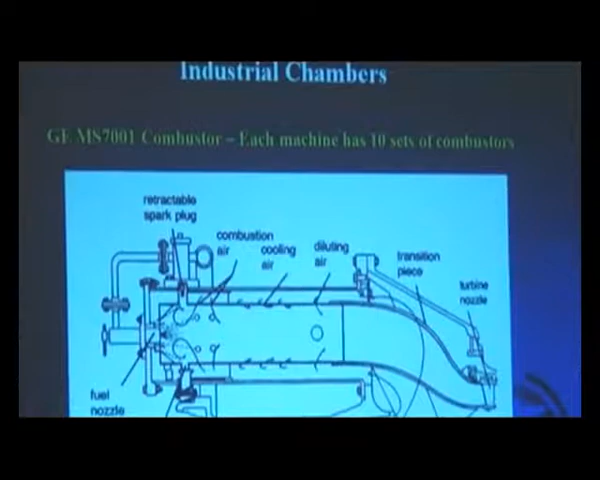 Industrial Chambers
GE MS7001 Combustor – Each machine has 10 sets of combustors
retractable
spark plug
combustion
air
cooling
air
diluting
air
transition
piece
turbine
nozzle
fuel
nozzle